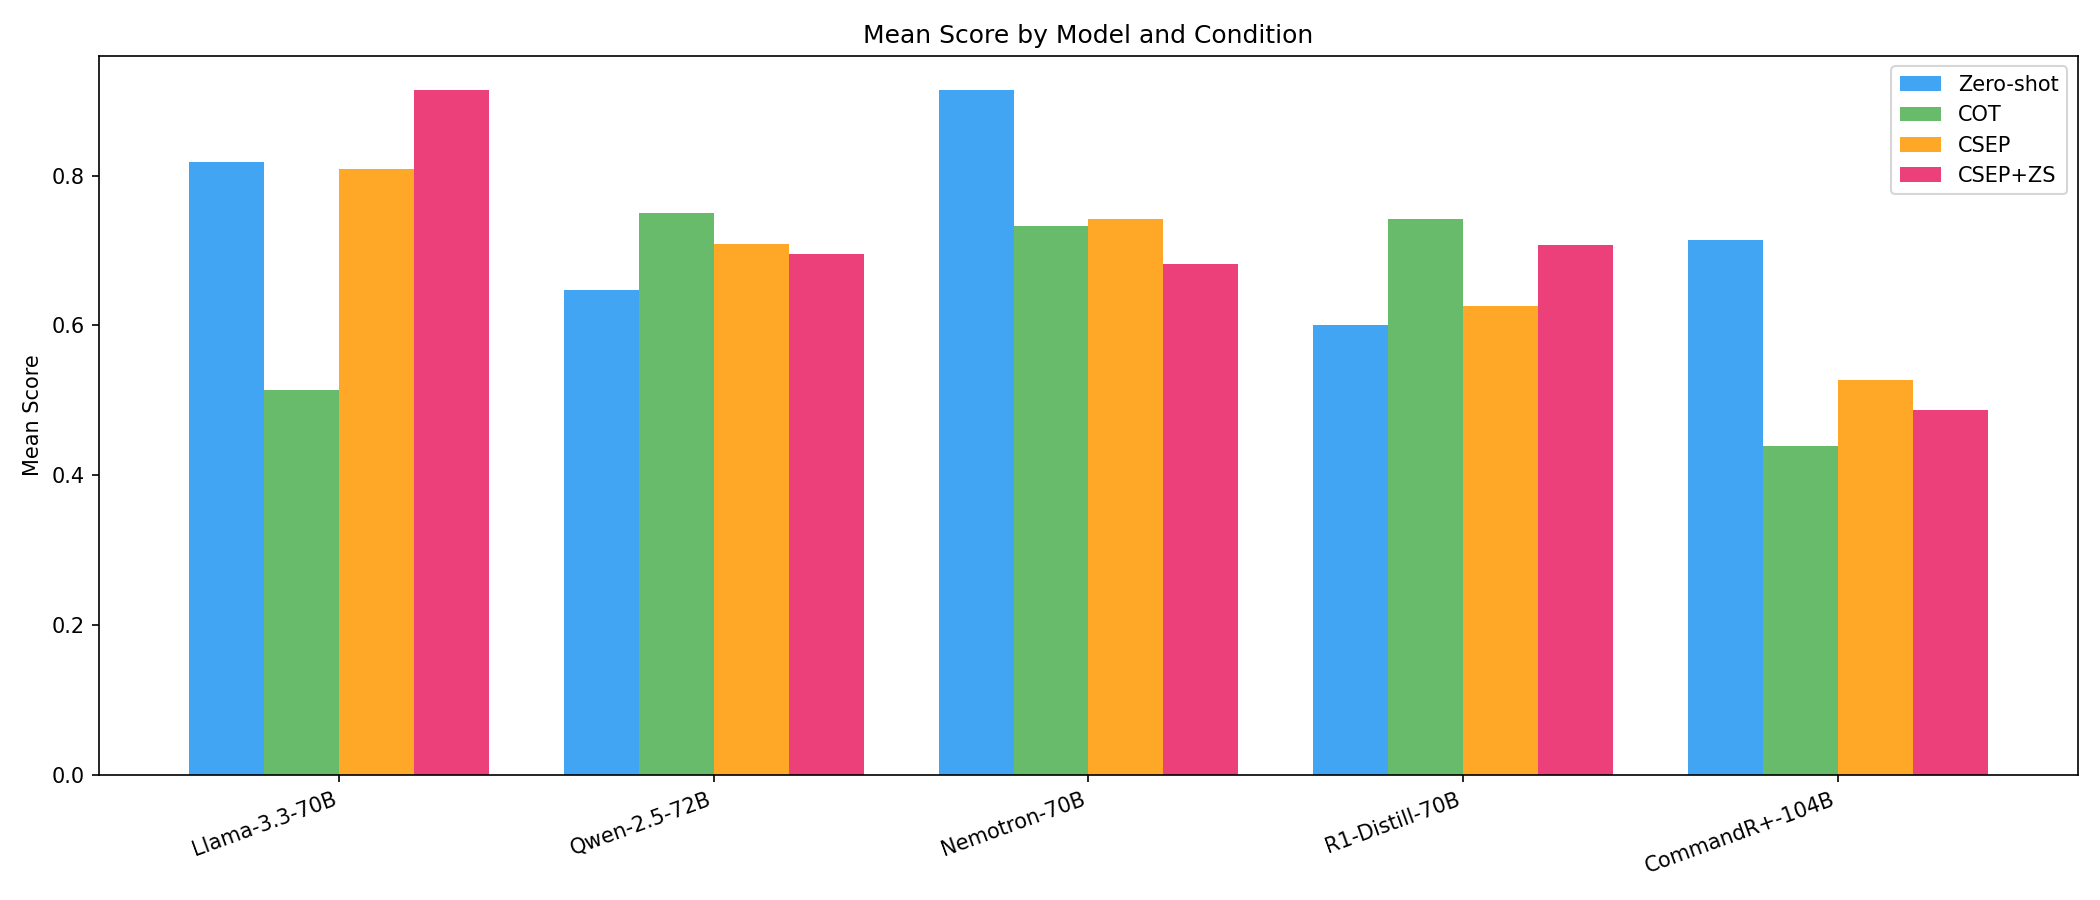 Mean Score by Model and Condition
Zero-shot
COT
CSEP
CSEP+ZS
Mean Score
0.8
0.6
0.4
0.2
0.0
Llama-3.3-70B
Qwen-2.5-72B
Nemotron-70B
R1-Distill-70B
CommandR+-104B